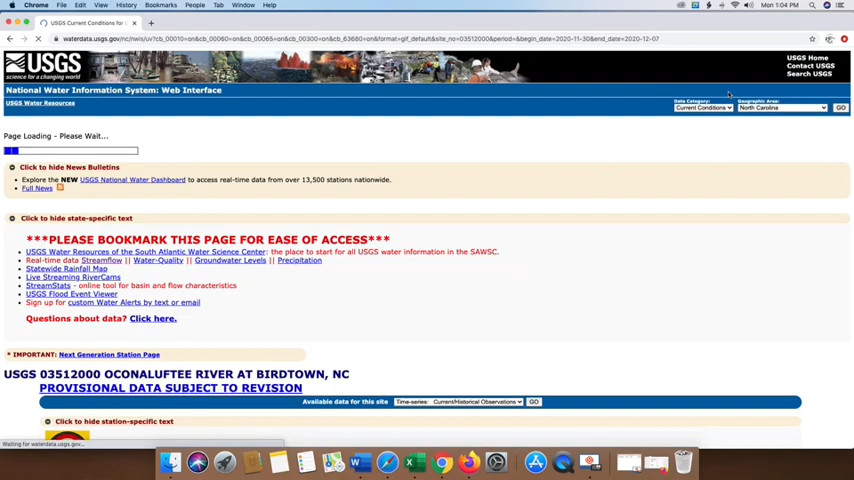 Chrome File Edit View History Bookmarks People Tab Window Help Mon 1:04 PM
USGS Current Conditions for
waterdata.usgs.gov/nc/nwis/uv?cb_00010=on&cb_00060=on&cb_00065=on&cb_00300=on&cb_63680=on&format=gif_default&site_no=03512000&period=&begin_date=2020-11-30&end_date=2020-12-07
USGS
science for a changing world
USGS Home
Contact USGS
Search USGS
National Water Information System: Web Interface
USGS Water Resources
Data Category: Geographic Area:
Current Conditions North Carolina GO
Page Loading - Please Wait...
Click to hide News Bulletins
• Explore the NEW USGS National Water Dashboard to access real-time data from over 13,500 stations nationwide.
• Full News
Click to hide state-specific text
***PLEASE BOOKMARK THIS PAGE FOR EASE OF ACCESS***
• USGS Water Resources of the South Atlantic Water Science Center: the place to start for all USGS water information in the SAWSC.
• Real-time data Streamflow || Water-Quality || Groundwater Levels || Precipitation
• Statewide Rainfall Map
• Live Streaming RiverCams
• StreamStats - online tool for basin and flow characteristics
• USGS Flood Event Viewer
• Sign up for custom Water Alerts by text or email
Questions about data? Click here.
* IMPORTANT: Next Generation Station Page
USGS 03512000 OCONALUFTEE RIVER AT BIRDTOWN, NC
PROVISIONAL DATA SUBJECT TO REVISION
Available data for this site Time-series: Current/Historical Observations GO
Click to hide station-specific text
Waiting for waterdata.usgs.gov...